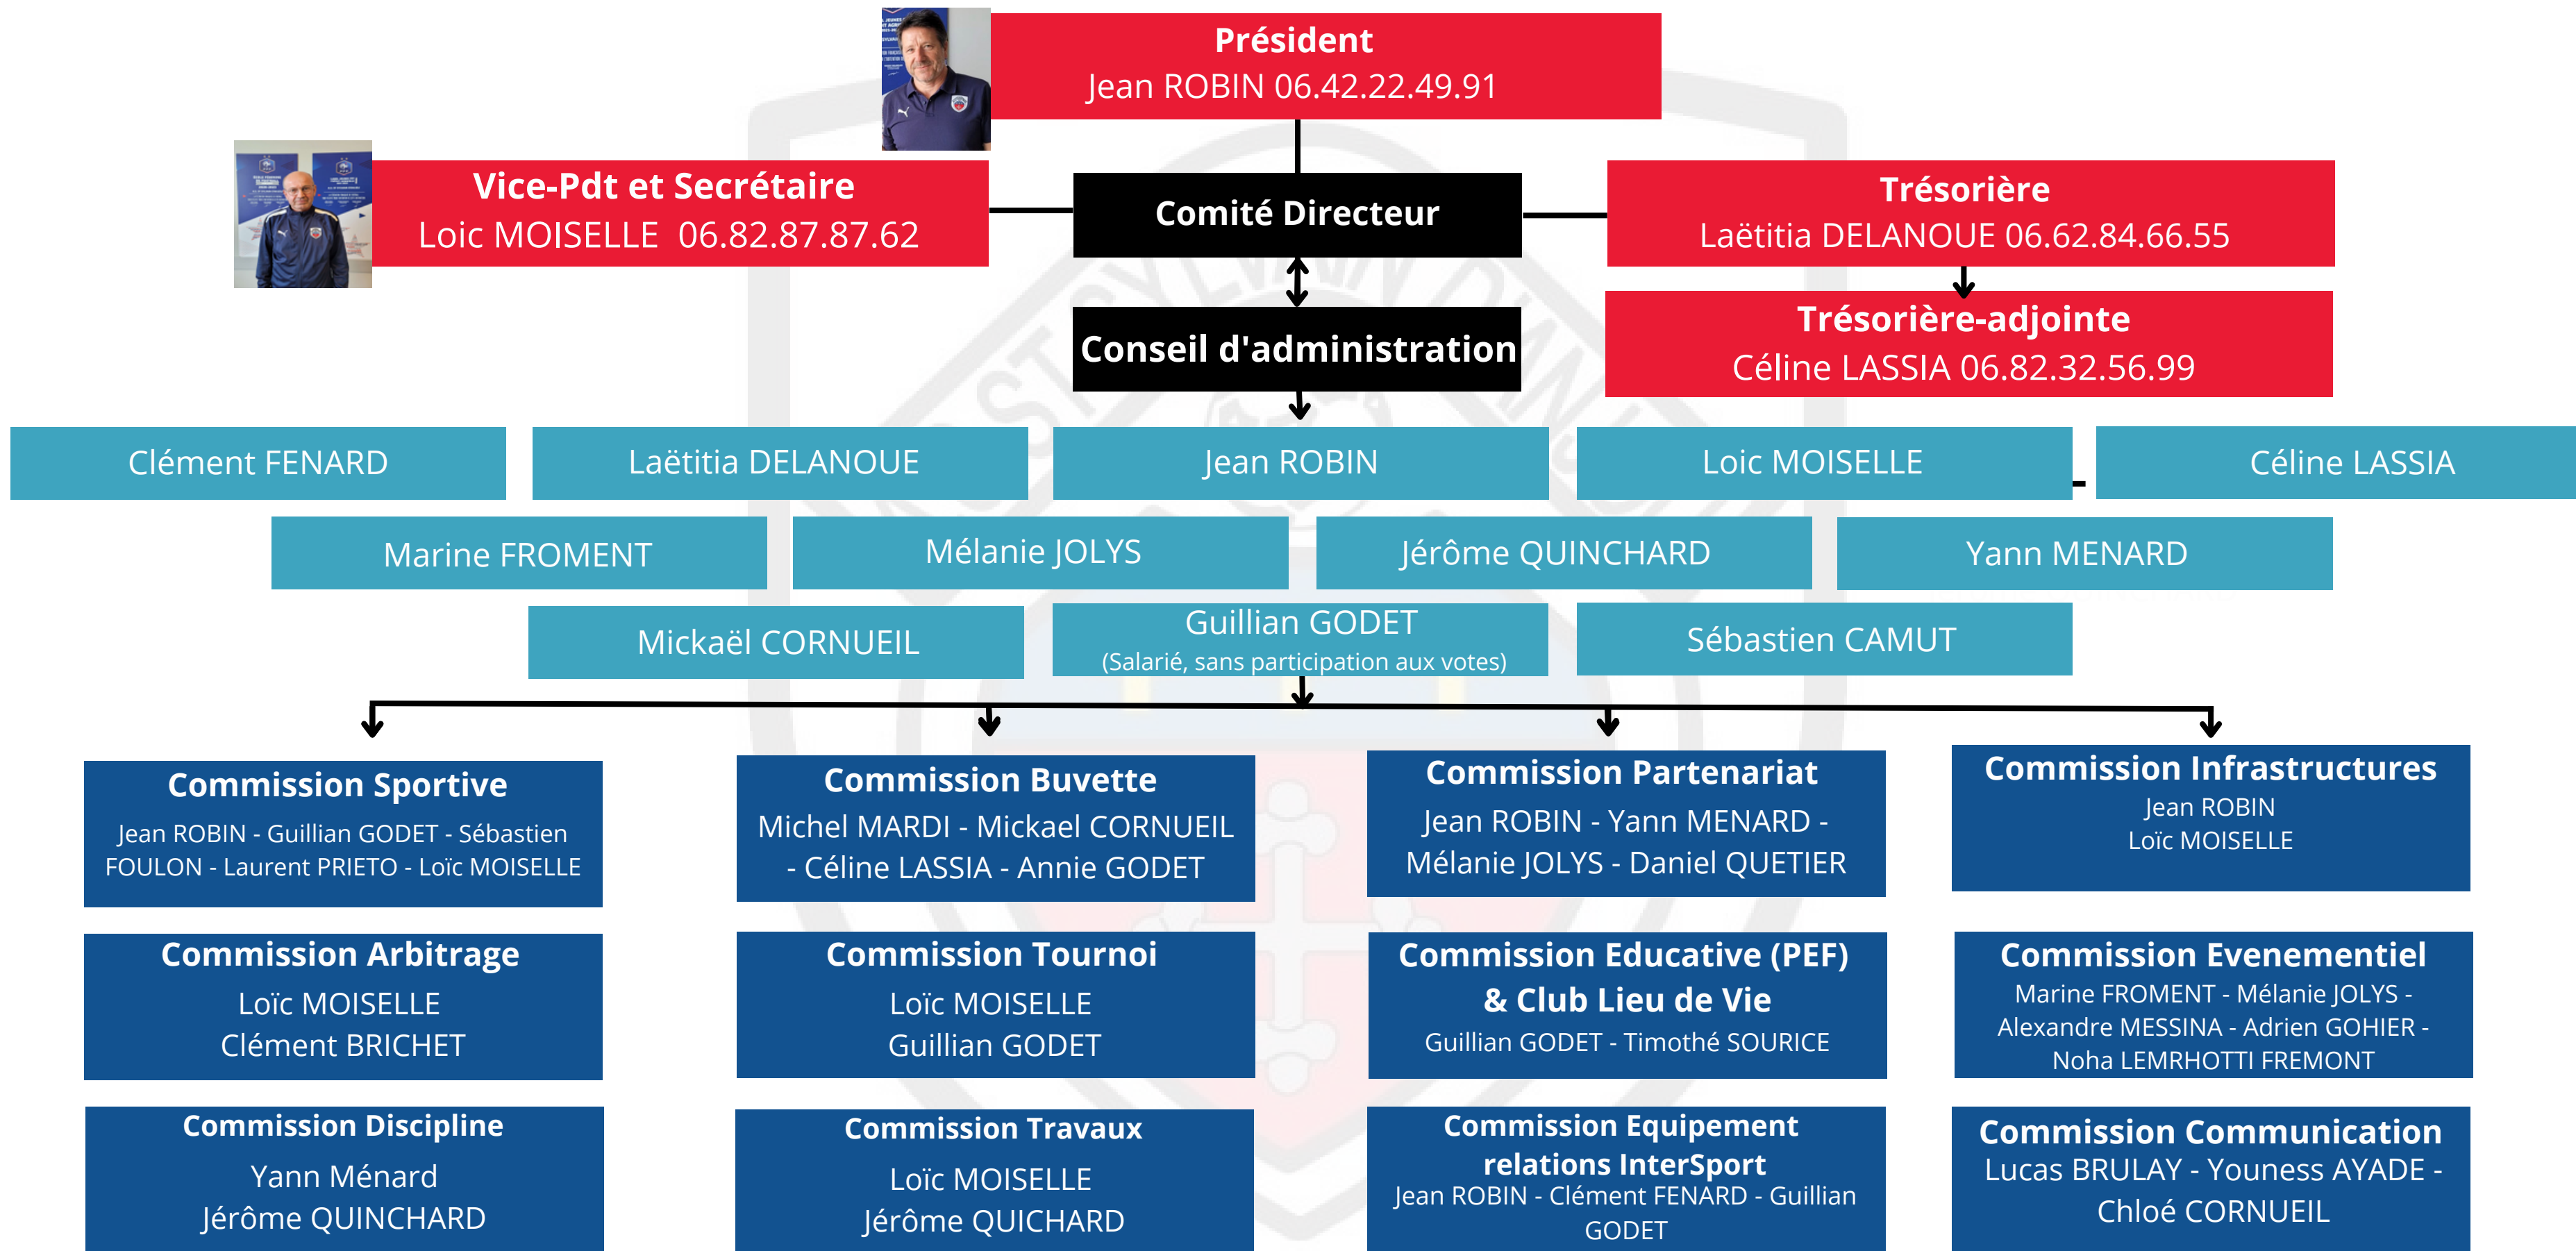 Président
Jean ROBIN 06.42.22.49.91
Vice-Pdt et Secrétaire
Loic MOISELLE 06.82.87.87.62
Comité Directeur
Trésorière
Laëtitia DELANOUE 06.62.84.66.55
Conseil d'administration
Trésorière-adjointe
Céline LASSIA 06.82.32.56.99
Clément FENARD
Laëtitia DELANOUE
Jean ROBIN
Loic MOISELLE
Céline LASSIA
Marine FROMENT
Mélanie JOLYS
Jérôme QUINCHARD
Yann MENARD
Mickaël CORNUEIL
Guillian GODET
(Salarié, sans participation aux votes)
Sébastien CAMUT
Commission Sportive
Jean ROBIN - Guillian GODET - Sébastien
FOULON - Laurent PRIETO - Loïc MOISELLE
Commission Buvette
Michel MARDI - Mickael CORNUEIL
- Céline LASSIA - Annie GODET
Commission Partenariat
Jean ROBIN - Yann MENARD -
Mélanie JOLYS - Daniel QUETIER
Commission Infrastructures
Jean ROBIN
Loïc MOISELLE
Commission Arbitrage
Loïc MOISELLE
Clément BRICHET
Commission Tournoi
Loïc MOISELLE
Guillian GODET
Commission Educative (PEF)
& Club Lieu de Vie
Guillian GODET - Timothé SOURICE
Commission Evenementiel
Marine FROMENT - Mélanie JOLYS -
Alexandre MESSINA - Adrien GOHIER -
Noha LEMRHOTTI FREMONT
Commission Discipline
Yann Ménard
Jérôme QUINCHARD
Commission Travaux
Loïc MOISELLE
Jérôme QUICHARD
Commission Equipement
relations InterSport
Jean ROBIN - Clément FENARD - Guillian
GODET
Commission Communication
Lucas BRULAY - Youness AYADE -
Chloé CORNUEIL